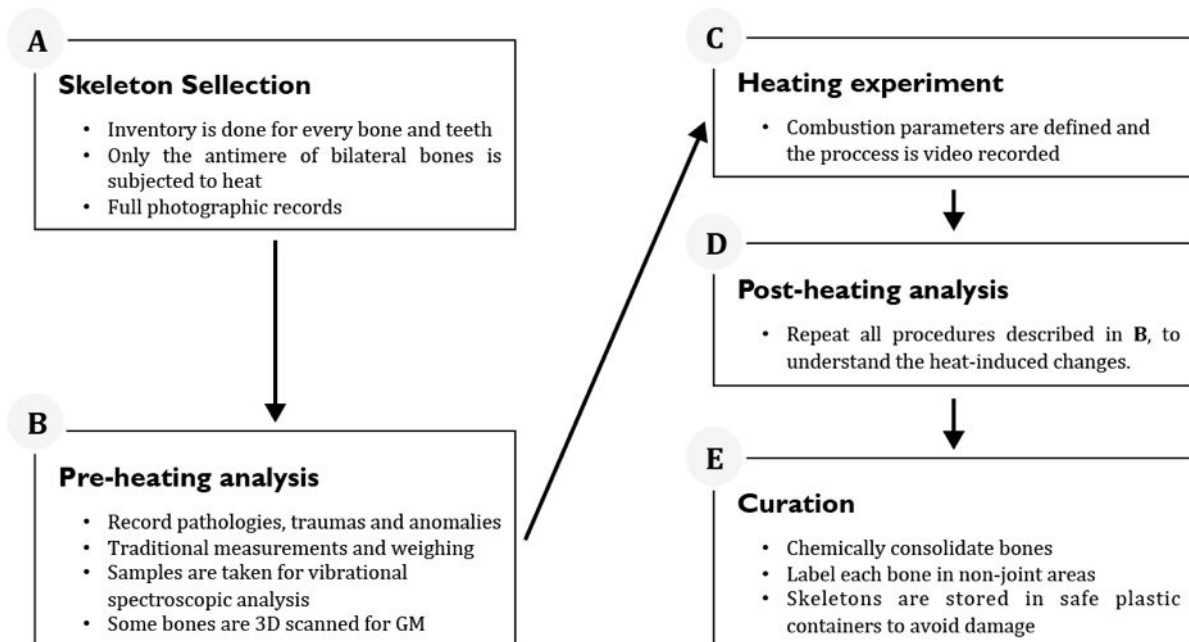 A
Skeleton Sellection
• Inventory is done for every bone and teeth
• Only the antimere of bilateral bones is
subjected to heat
• Full photographic records
B
Pre-heating analysis
• Record pathologies, traumas and anomalies
• Traditional measurements and weighing
• Samples are taken for vibrational
spectroscopic analysis
• Some bones are 3D scanned for GM
C
Heating experiment
• Combustion parameters are defined and
the proccess is video recorded
D
Post-heating analysis
• Repeat all procedures described in B, to
understand the heat-induced changes.
E
Curation
• Chemically consolidate bones
• Label each bone in non-joint areas
• Skeletons are stored in safe plastic
containers to avoid damage